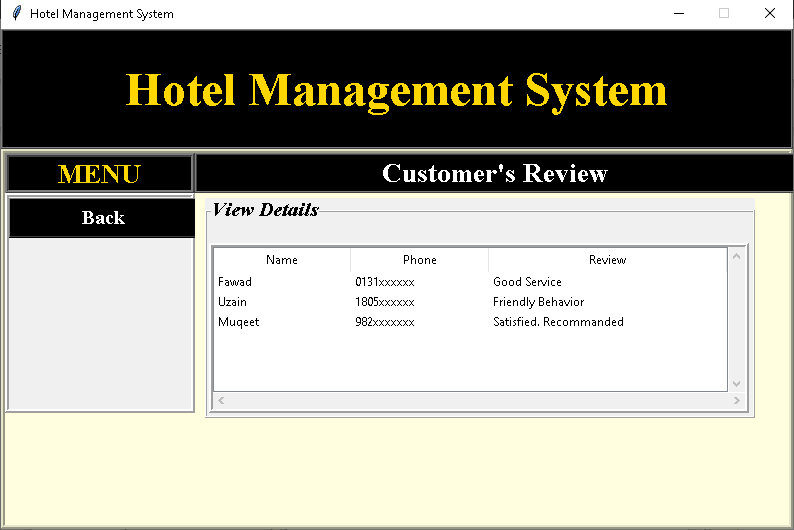 Hotel Management System
Hotel Management System
MENU
Customer's Review
Back
View Details
Name Phone Review
Fawad 0131xxxxxx Good Service
Uzain 1805xxxxxx Friendly Behavior
Muqeet 982xxxxxxx Satisfied. Recommanded